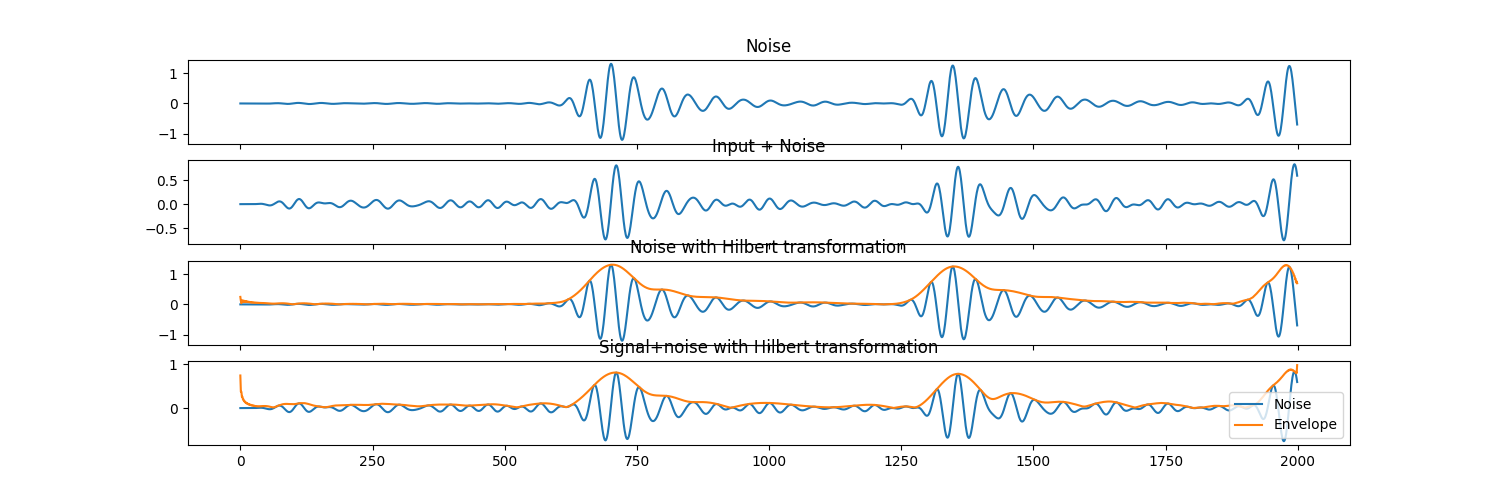 Noise
1
0
−1
Input + Noise
0.5
0.0
−0.5
Noise with Hilbert transformation
1
0
−1
Signal+noise with Hilbert transformation
1
0
Noise
Envelope
0 250 500 750 1000 1250 1500 1750 2000